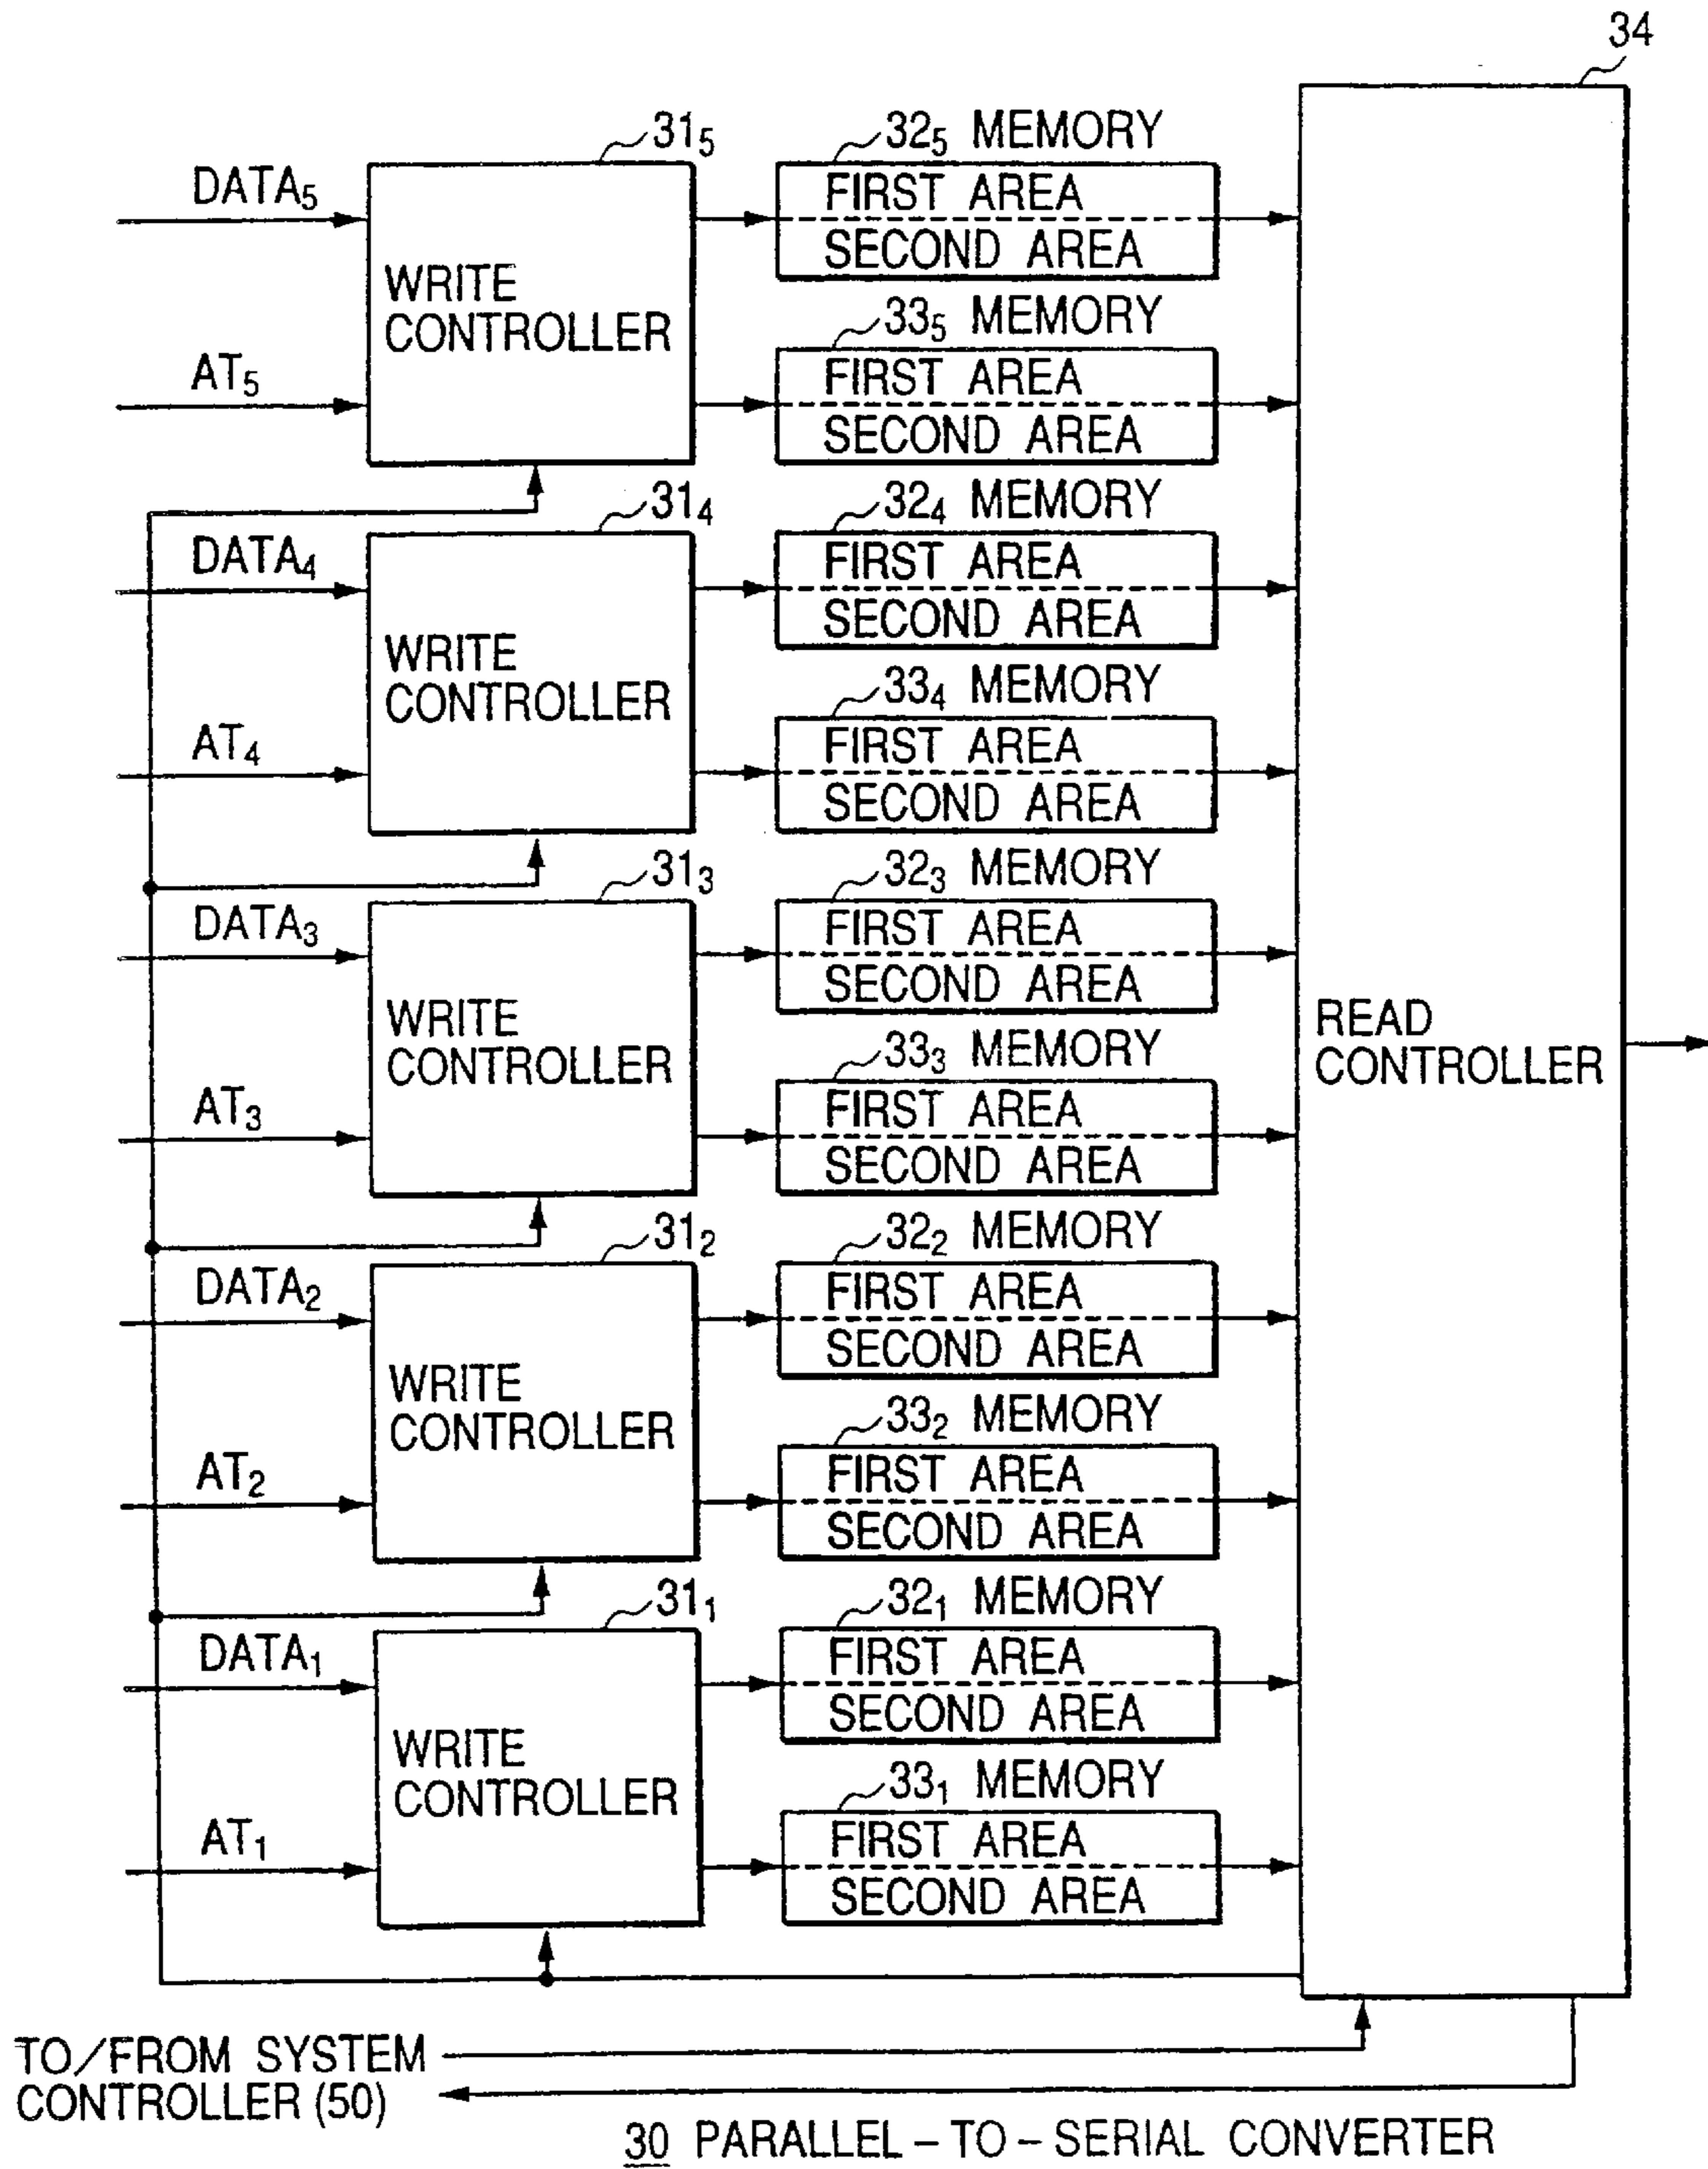 34
31₅
32₅ MEMORY
DATA₅
FIRST AREA
SECOND AREA
WRITE
CONTROLLER
33₅ MEMORY
AT₅
FIRST AREA
SECOND AREA
31₄
32₄ MEMORY
DATA₄
FIRST AREA
SECOND AREA
WRITE
CONTROLLER
33₄ MEMORY
AT₄
FIRST AREA
SECOND AREA
31₃
32₃ MEMORY
DATA₃
FIRST AREA
SECOND AREA
WRITE
CONTROLLER
33₃ MEMORY
AT₃
FIRST AREA
SECOND AREA
READ
CONTROLLER
31₂
32₂ MEMORY
DATA₂
FIRST AREA
SECOND AREA
WRITE
CONTROLLER
33₂ MEMORY
AT₂
FIRST AREA
SECOND AREA
31₁
32₁ MEMORY
DATA₁
FIRST AREA
SECOND AREA
WRITE
CONTROLLER
33₁ MEMORY
AT₁
FIRST AREA
SECOND AREA
TO/FROM SYSTEM
CONTROLLER (50)
30 PARALLEL-TO-SERIAL CONVERTER